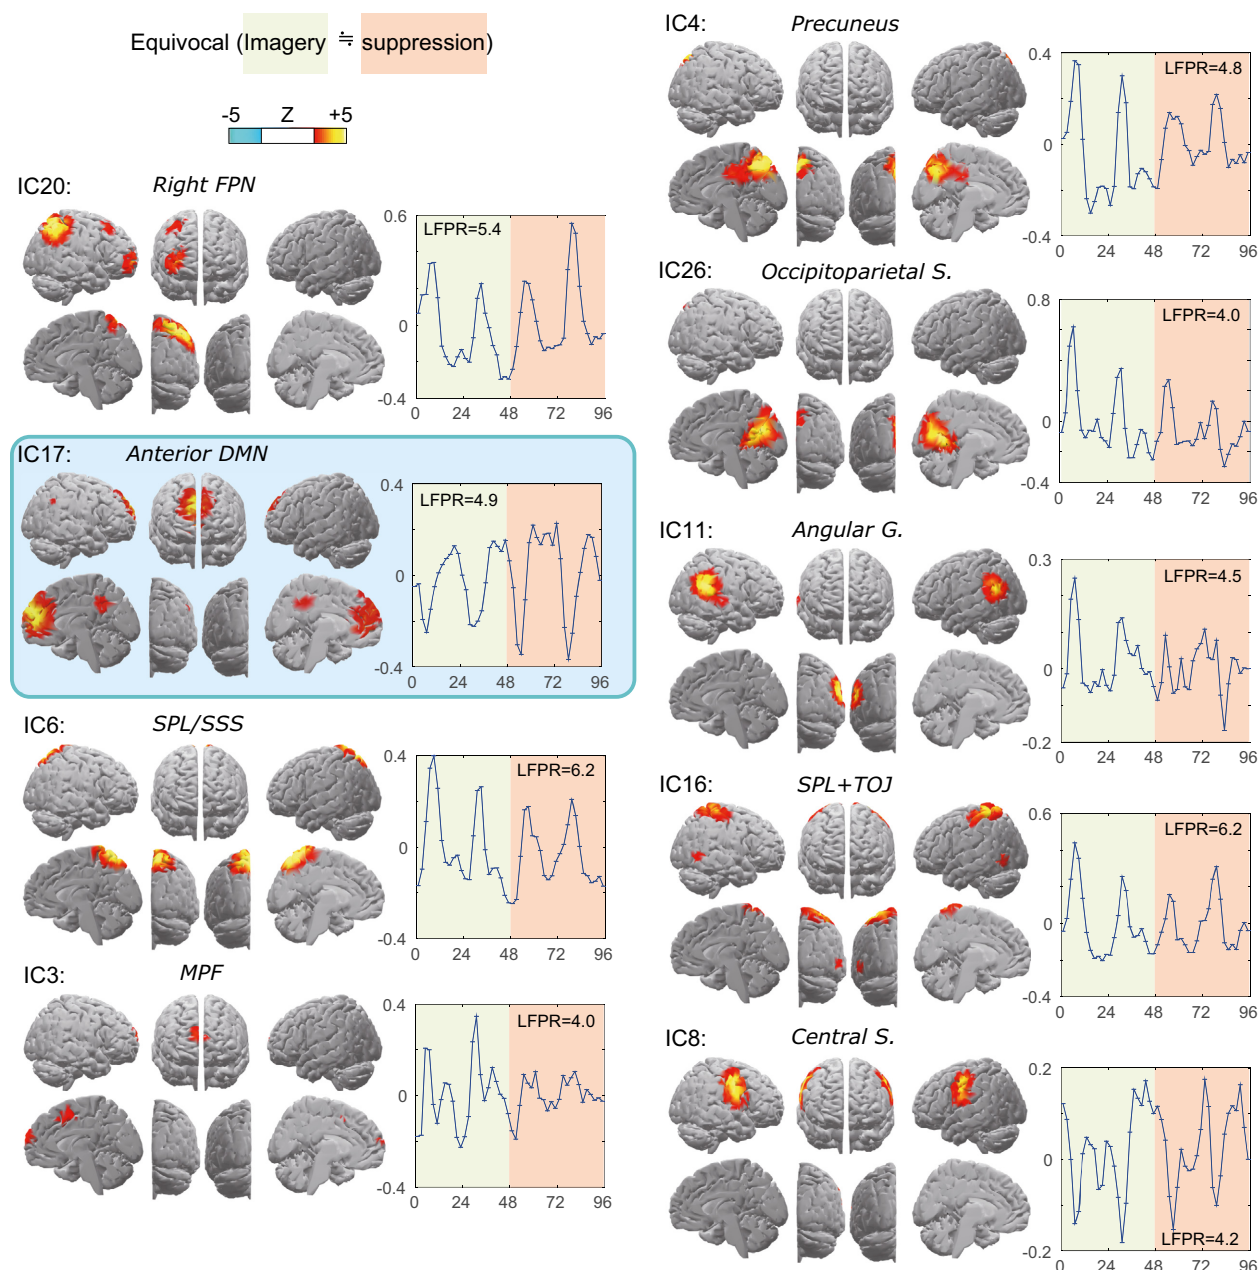 Equivocal (Imagery ≒ suppression)
-5 Z +5
IC20: Right FPN
LFPR=5.4
0.6
0
-0.4
0 24 48 72 96
IC17: Anterior DMN
LFPR=4.9
0.4
0
-0.4
0 24 48 72 96
IC6: SPL/SSS
LFPR=6.2
0.4
0
-0.4
0 24 48 72 96
IC3: MPF
LFPR=4.0
0.4
0
-0.4
0 24 48 72 96
IC4: Precuneus
LFPR=4.8
0.4
0
-0.4
0 24 48 72 96
IC26: Occipitoparietal S.
LFPR=4.0
0.8
0
-0.4
0 24 48 72 96
IC11: Angular G.
LFPR=4.5
0.3
0
-0.2
0 24 48 72 96
IC16: SPL+TOJ
LFPR=6.2
0.6
0
-0.4
0 24 48 72 96
IC8: Central S.
0.2
0
-0.2
LFPR=4.2
0 24 48 72 96